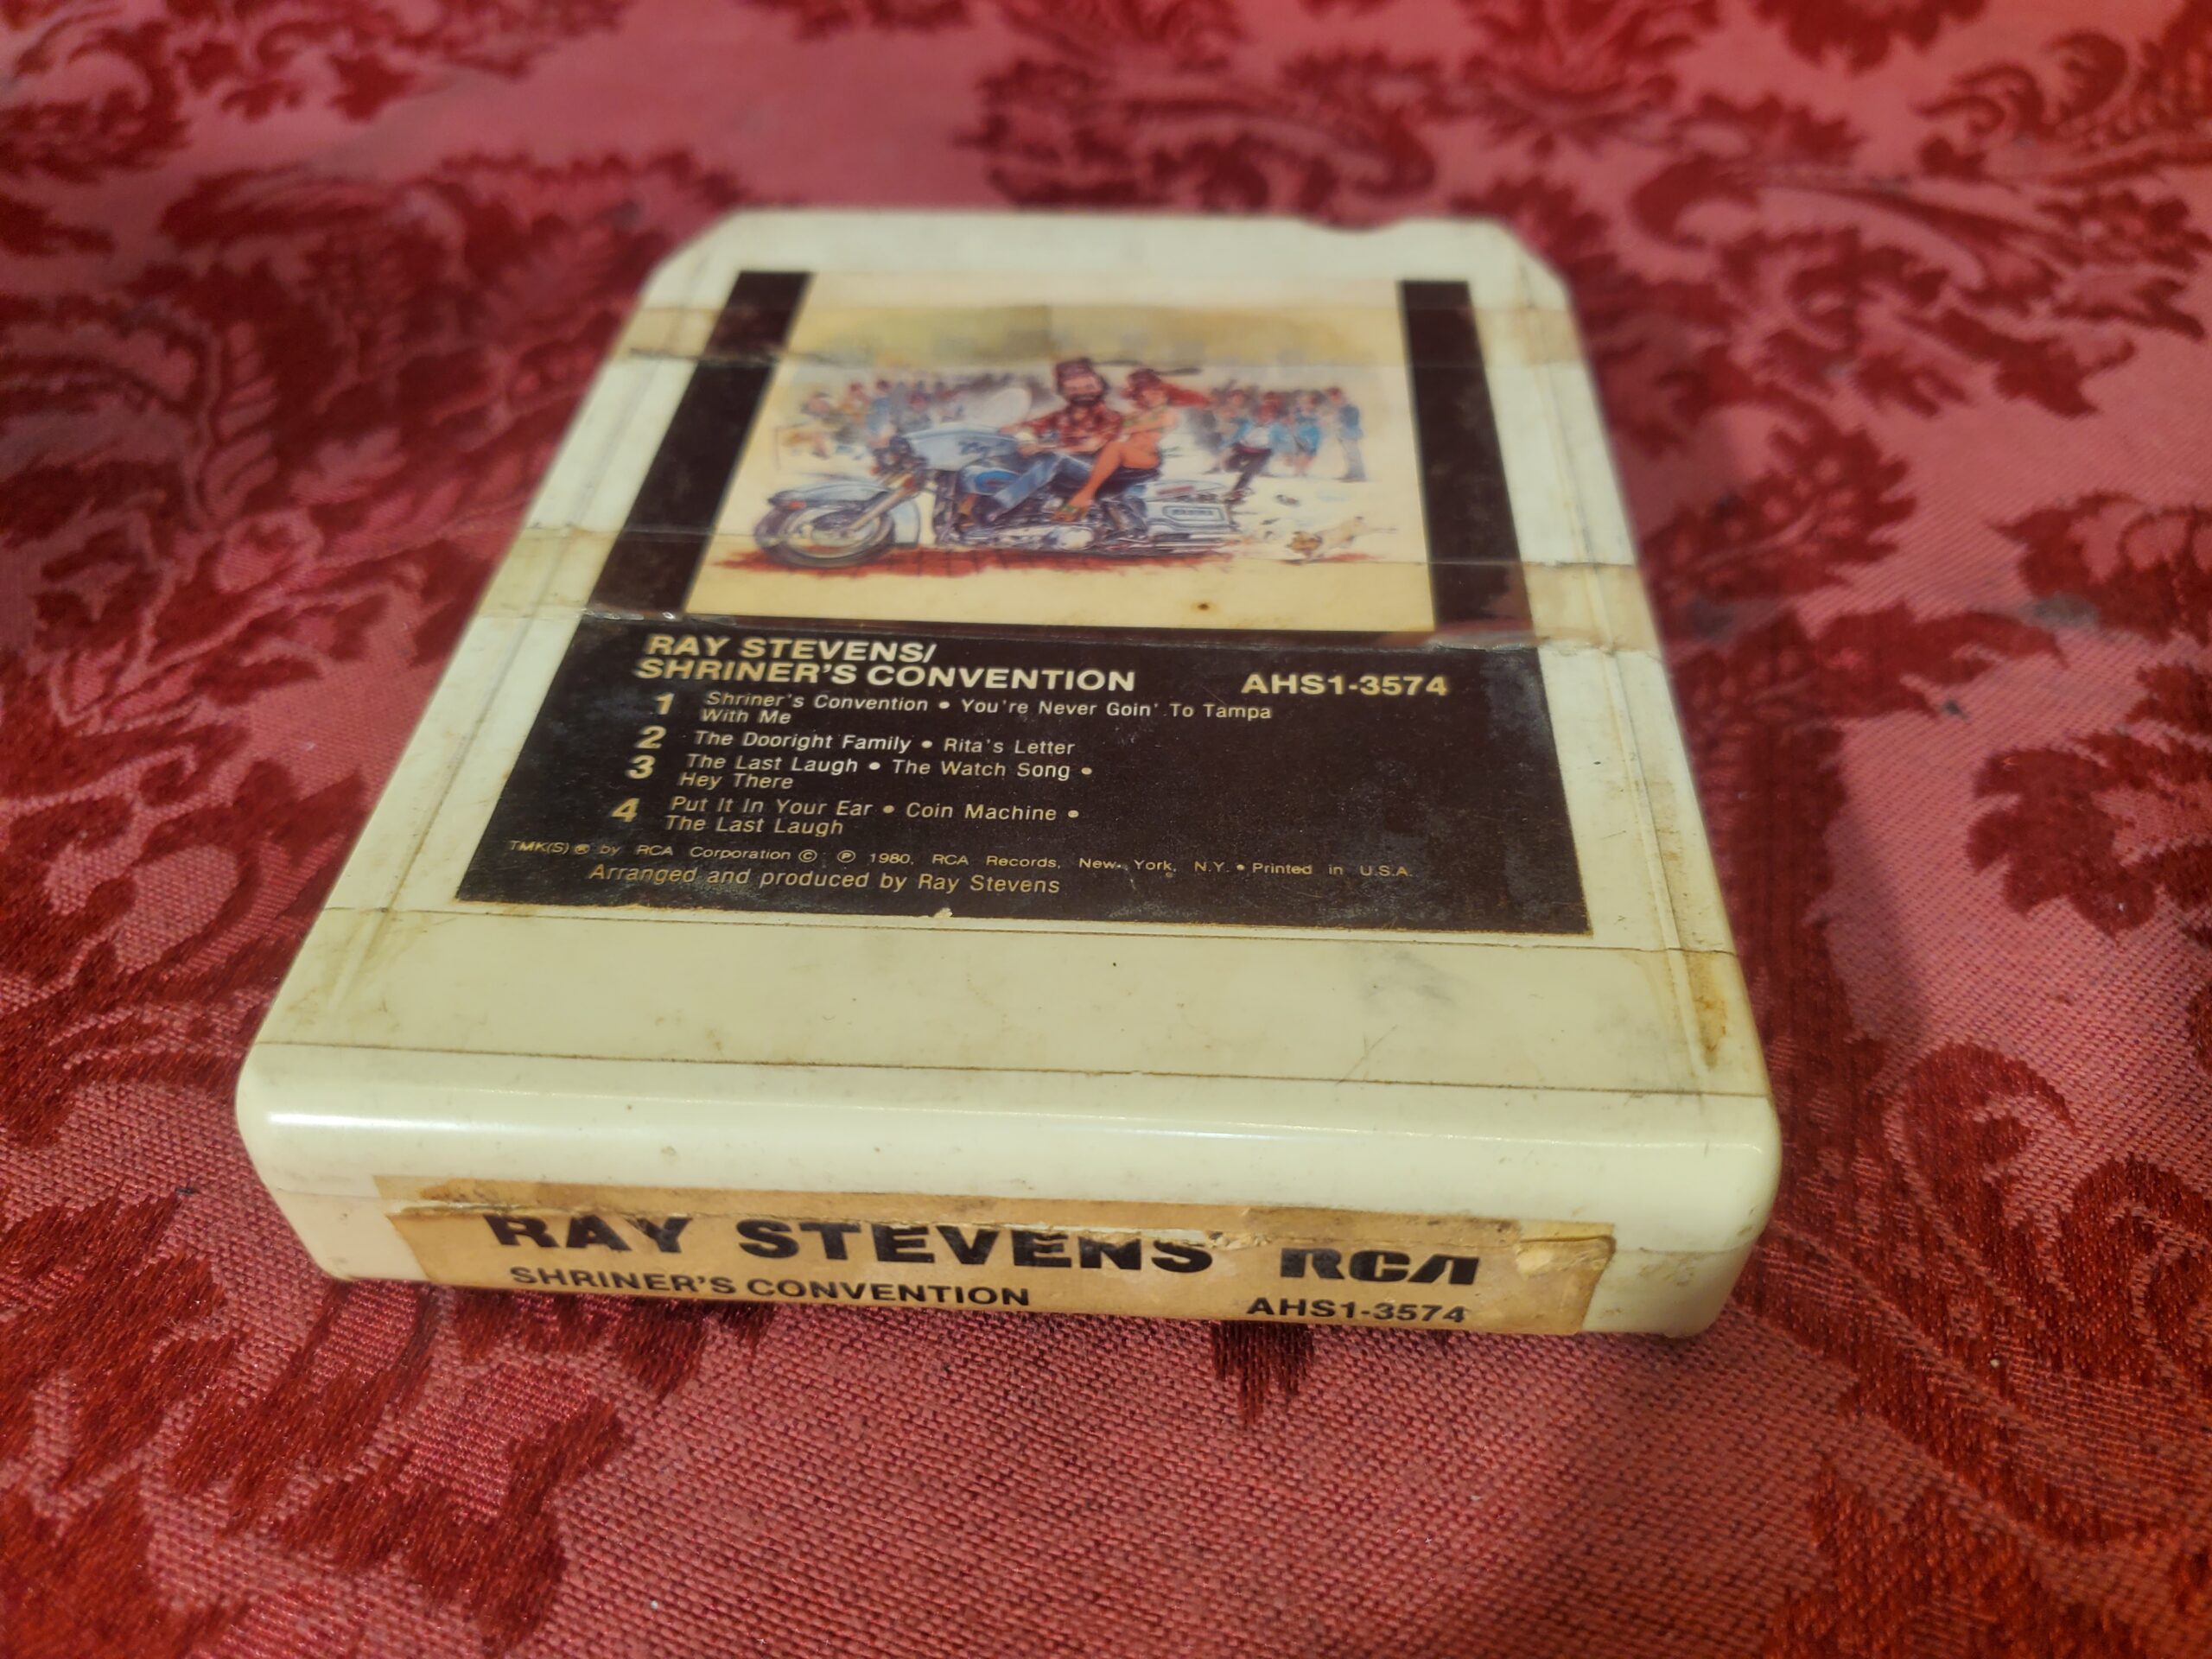 RAY STEVENS/
SHRINER'S CONVENTION AHS1-3574
1 Shriner's Convention • You're Never Goin' To Tampa
With Me
2 The Dooright Family • Rita's Letter
3 The Last Laugh • The Watch Song •
Hey There
4 Put It In Your Ear • Coin Machine •
The Last Laugh
TMK(S) ® by RCA Corporation © ℗ 1980, RCA Records, New York, N.Y. • Printed in U.S.A.
Arranged and produced by Ray Stevens
RAY STEVENS RCA
SHRINER'S CONVENTION AHS1-3574